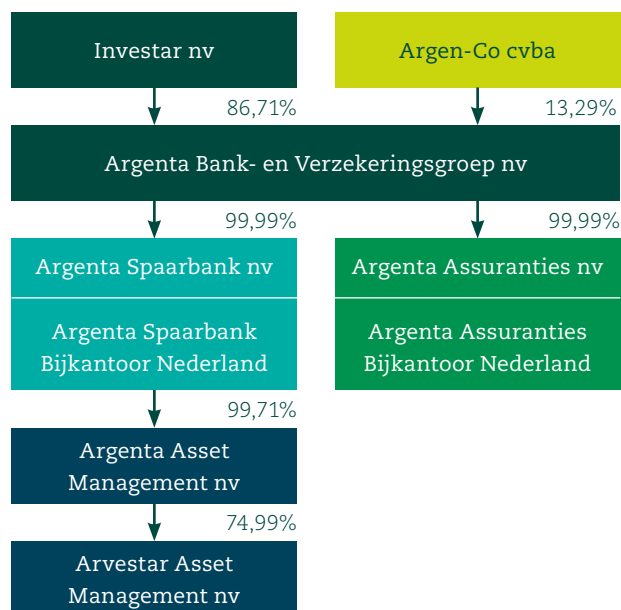 Investar nv
Argen-Co cvba
86,71%
13,29%
Argenta Bank- en Verzekeringsgroep nv
99,99%
99,99%
Argenta Spaarbank nv
Argenta Assuranties nv
Argenta Spaarbank
Bijkantoor Nederland
Argenta Assuranties
Bijkantoor Nederland
99,71%
Argenta Asset
Management nv
74,99%
Arvestar Asset
Management nv